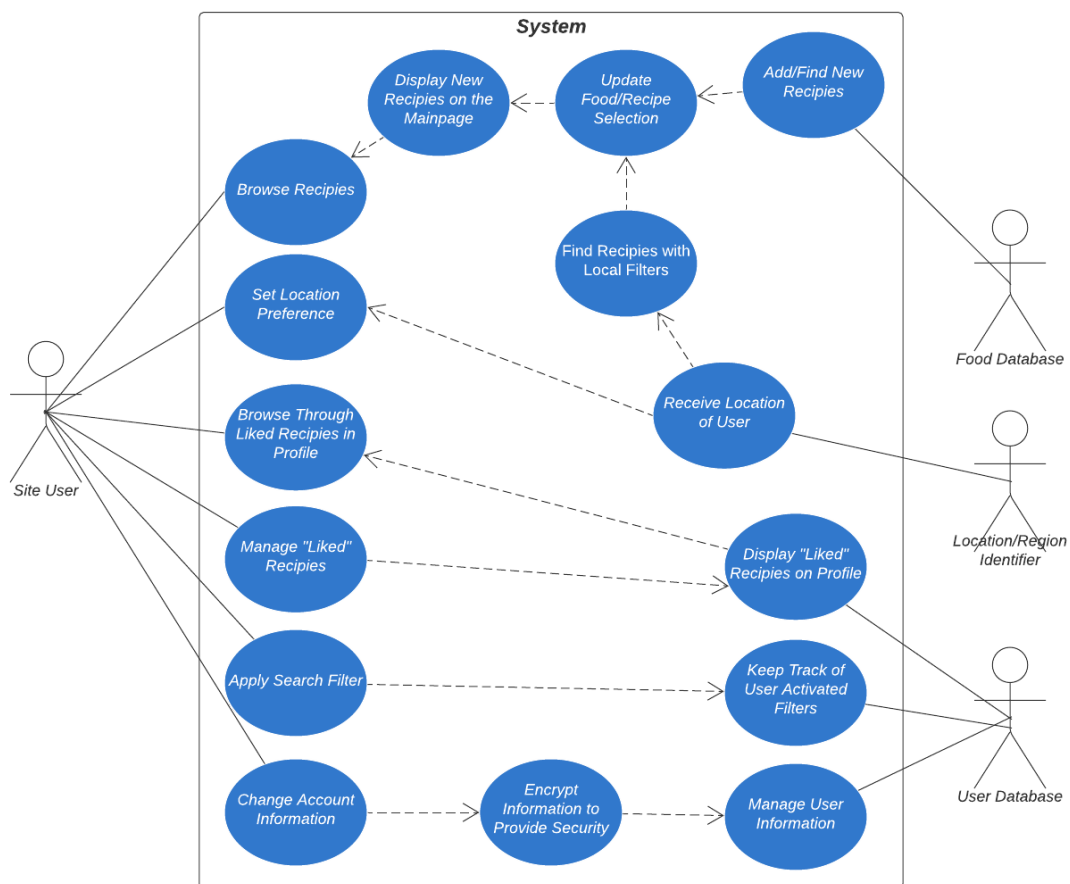 System
Display New
Recipies on the
Mainpage
Update
Food/Recipe
Selection
Add/Find New
Recipies
Browse Recipies
Find Recipies with
Local Filters
Set Location
Preference
Food Database
Receive Location
of User
Browse Through
Liked Recipies in
Profile
Site User
Location/Region
Identifier
Manage "Liked"
Recipies
Display "Liked"
Recipies on Profile
Apply Search Filter
Keep Track of
User Activated
Filters
User Database
Change Account
Information
Encrypt
Information to
Provide Security
Manage User
Information